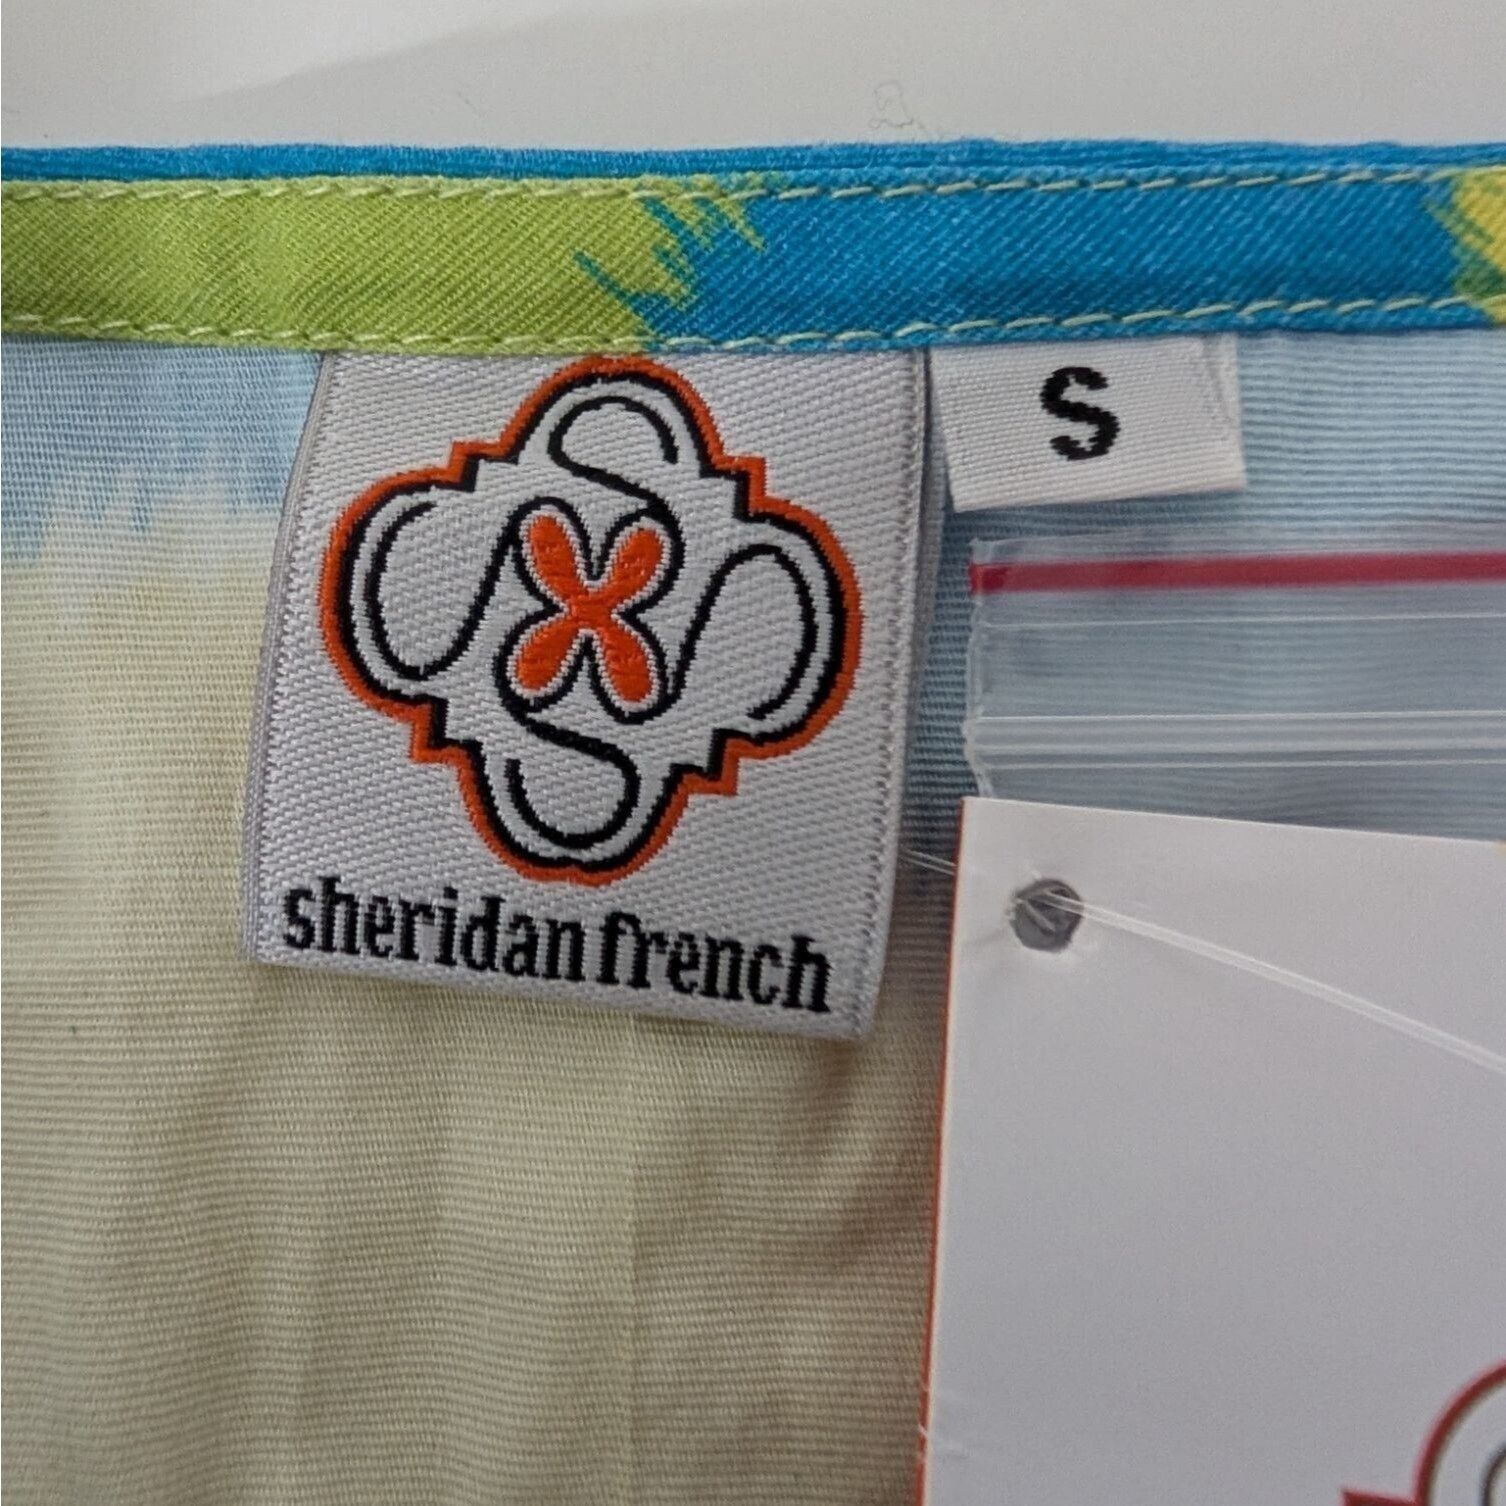 S
sheridan french